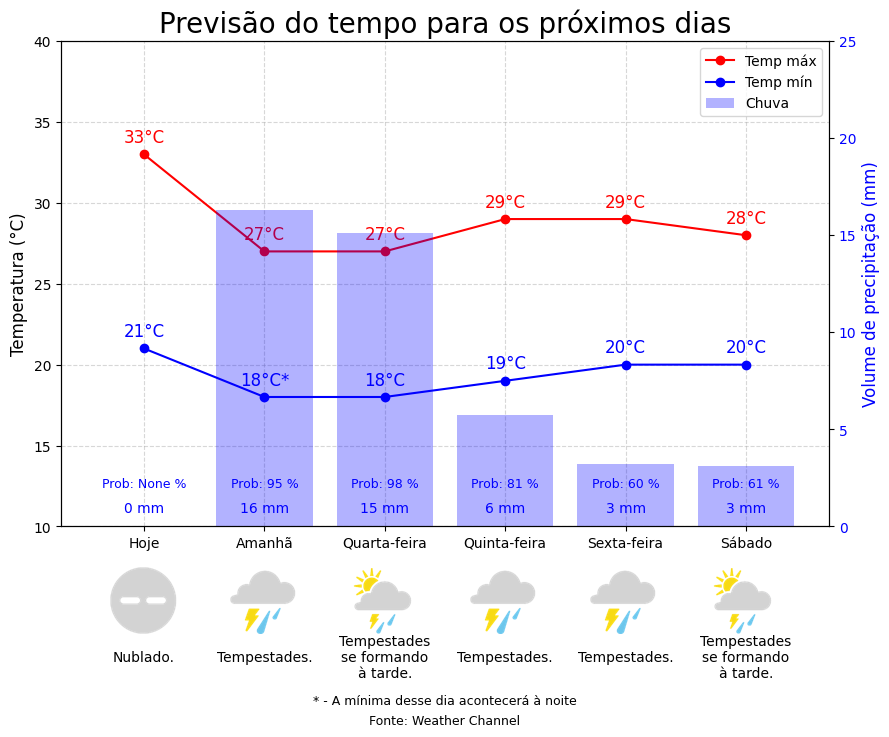 Previsão do tempo para os próximos dias
40
35
30
25
20
15
10
Temperatura (°C)
25
20
15
10
5
0
Volume de precipitação (mm)
Temp máx
Temp mín
Chuva
33°C
27°C
27°C
29°C
29°C
28°C
21°C
18°C*
18°C
19°C
20°C
20°C
Prob: None %
Prob: 95 %
Prob: 98 %
Prob: 81 %
Prob: 60 %
Prob: 61 %
0 mm
16 mm
15 mm
6 mm
3 mm
3 mm
Hoje
Amanhã
Quarta-feira
Quinta-feira
Sexta-feira
Sábado
Nublado.
Tempestades.
Tempestades
se formando
à tarde.
Tempestades.
Tempestades.
Tempestades
se formando
à tarde.
* - A mínima desse dia acontecerá à noite
Fonte: Weather Channel